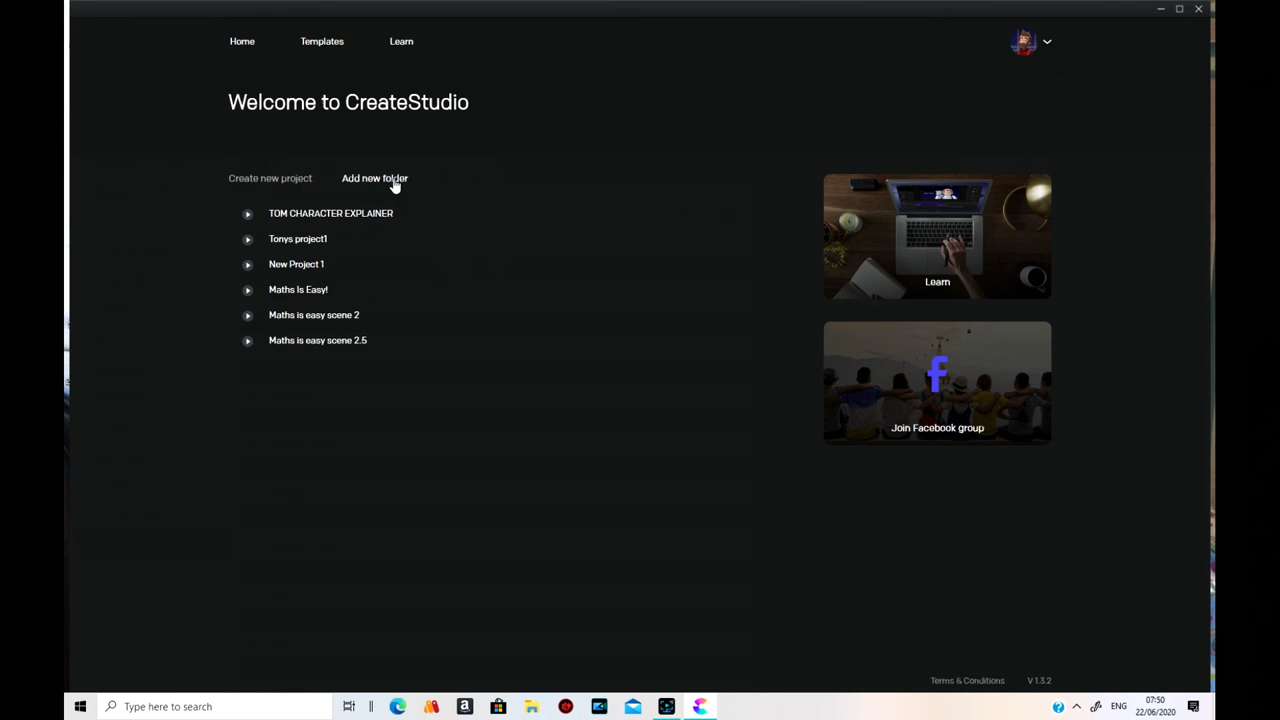 Home Templates Learn
Welcome to CreateStudio
Create new project Add new folder
TOM CHARACTER EXPLAINER
Tonys project1
New Project 1
Maths Is Easy!
Maths is easy scene 2
Maths is easy scene 2.5
Learn
f
Join Facebook group
Terms & Conditions V 1.3.2
Type here to search
a
ENG
07:50
22/06/2020